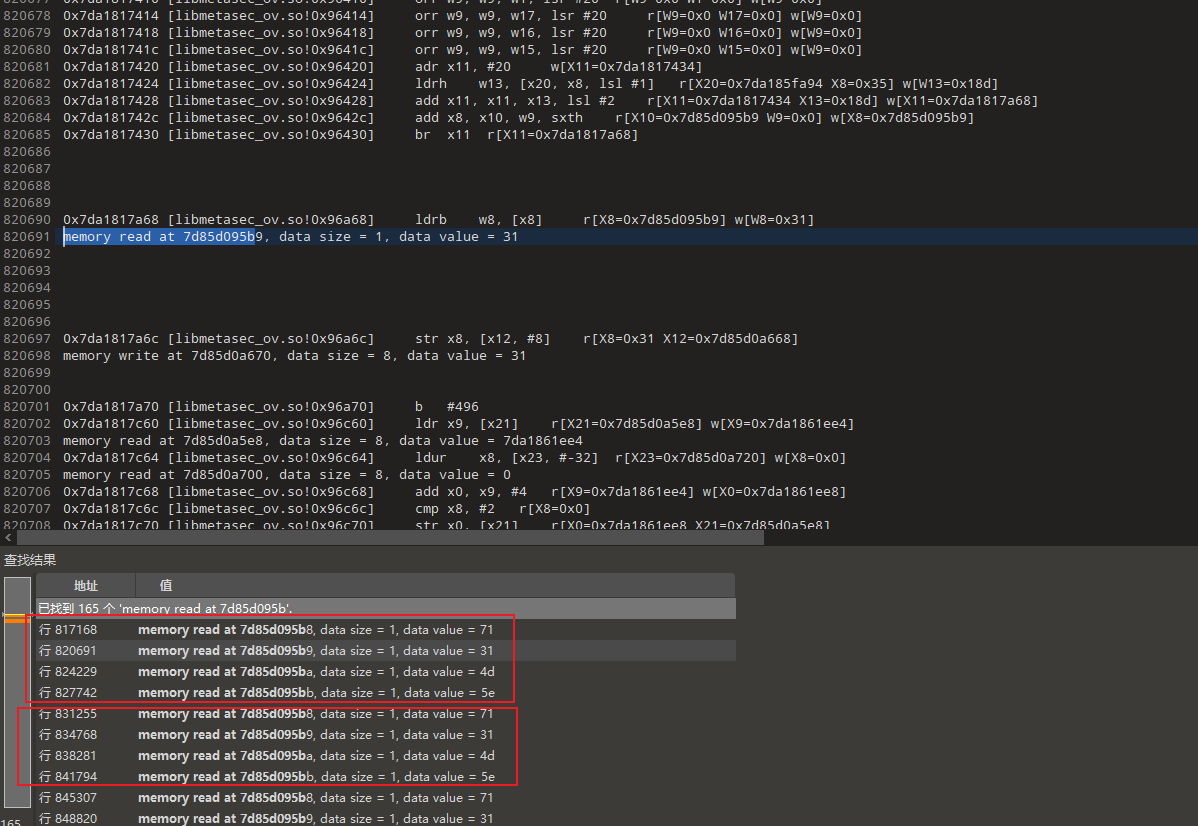 820678 0x7da1817414 [libmetasec_ov.so!0x96414] orr w9, w9, w17, lsr #20 r[W9=0x0 W17=0x0] w[W9=0x0]
820679 0x7da1817418 [libmetasec_ov.so!0x96418] orr w9, w9, w16, lsr #20 r[W9=0x0 W16=0x0] w[W9=0x0]
820680 0x7da181741c [libmetasec_ov.so!0x9641c] orr w9, w9, w15, lsr #20 r[W9=0x0 W15=0x0] w[W9=0x0]
820681 0x7da1817420 [libmetasec_ov.so!0x96420] adr x11, #20 w[X11=0x7da1817434]
820682 0x7da1817424 [libmetasec_ov.so!0x96424] ldrh w13, [x20, x8, lsl #1] r[X20=0x7da185fa94 X8=0x35] w[W13=0x18d]
820683 0x7da1817428 [libmetasec_ov.so!0x96428] add x11, x11, x13, lsl #2 r[X11=0x7da1817434 X13=0x18d] w[X11=0x7da1817a68]
820684 0x7da181742c [libmetasec_ov.so!0x9642c] add x8, x10, w9, sxth r[X10=0x7d85d095b9 W9=0x0] w[X8=0x7d85d095b9]
820685 0x7da1817430 [libmetasec_ov.so!0x96430] br x11 r[X11=0x7da1817a68]
820686
820687
820688
820689
820690 0x7da1817a68 [libmetasec_ov.so!0x96a68] ldrb w8, [x8] r[X8=0x7d85d095b9] w[W8=0x31]
820691 memory read at 7d85d095b9, data size = 1, data value = 31
820692
820693
820694
820695
820696
820697 0x7da1817a6c [libmetasec_ov.so!0x96a6c] str x8, [x12, #8] r[X8=0x31 X12=0x7d85d0a668]
820698 memory write at 7d85d0a670, data size = 8, data value = 31
820699
820700
820701 0x7da1817a70 [libmetasec_ov.so!0x96a70] b #496
820702 0x7da1817c60 [libmetasec_ov.so!0x96c60] ldr x9, [x21] r[X21=0x7d85d0a5e8] w[X9=0x7da1861ee4]
820703 memory read at 7d85d0a5e8, data size = 8, data value = 7da1861ee4
820704 0x7da1817c64 [libmetasec_ov.so!0x96c64] ldur x8, [x23, #-32] r[X23=0x7d85d0a720] w[X8=0x0]
820705 memory read at 7d85d0a700, data size = 8, data value = 0
820706 0x7da1817c68 [libmetasec_ov.so!0x96c68] add x0, x9, #4 r[X9=0x7da1861ee4] w[X0=0x7da1861ee8]
820707 0x7da1817c6c [libmetasec_ov.so!0x96c6c] cmp x8, #2 r[X8=0x0]
820708 0x7da1817c70 [libmetasec_ov.so!0x96c70] str x0, [x21] r[X0=0x7da1861ee8 X21=0x7d85d0a5e8]
查找结果
地址 值
已找到 165 个 'memory read at 7d85d095b'.
行 817168 memory read at 7d85d095b8, data size = 1, data value = 71
行 820691 memory read at 7d85d095b9, data size = 1, data value = 31
行 824229 memory read at 7d85d095ba, data size = 1, data value = 4d
行 827742 memory read at 7d85d095bb, data size = 1, data value = 5e
行 831255 memory read at 7d85d095b8, data size = 1, data value = 71
行 834768 memory read at 7d85d095b9, data size = 1, data value = 31
行 838281 memory read at 7d85d095ba, data size = 1, data value = 4d
行 841794 memory read at 7d85d095bb, data size = 1, data value = 5e
行 845307 memory read at 7d85d095b8, data size = 1, data value = 71
行 848820 memory read at 7d85d095b9, data size = 1, data value = 31
165